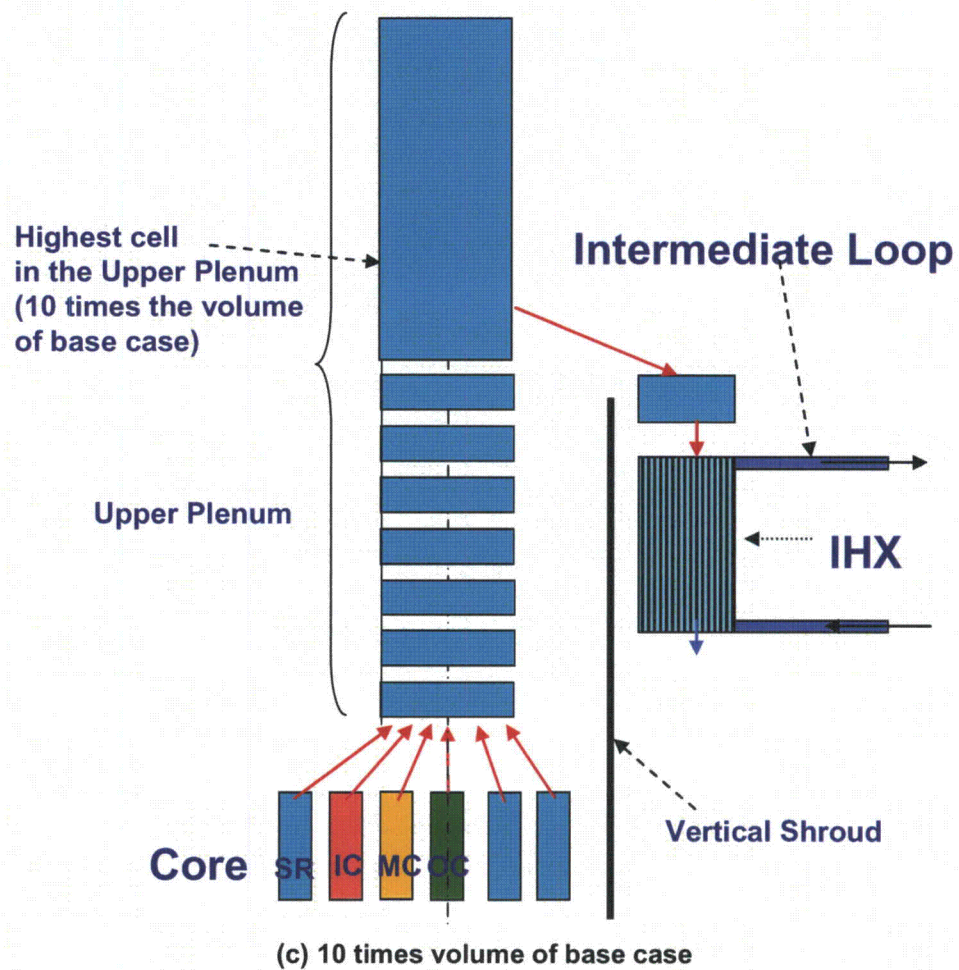 Highest cell
in the Upper Plenum
(10 times the volume
of base case)
Intermediate Loop
Upper Plenum
IHX
Vertical Shroud
Core
SR
IC
MC
OC
(c) 10 times volume of base case